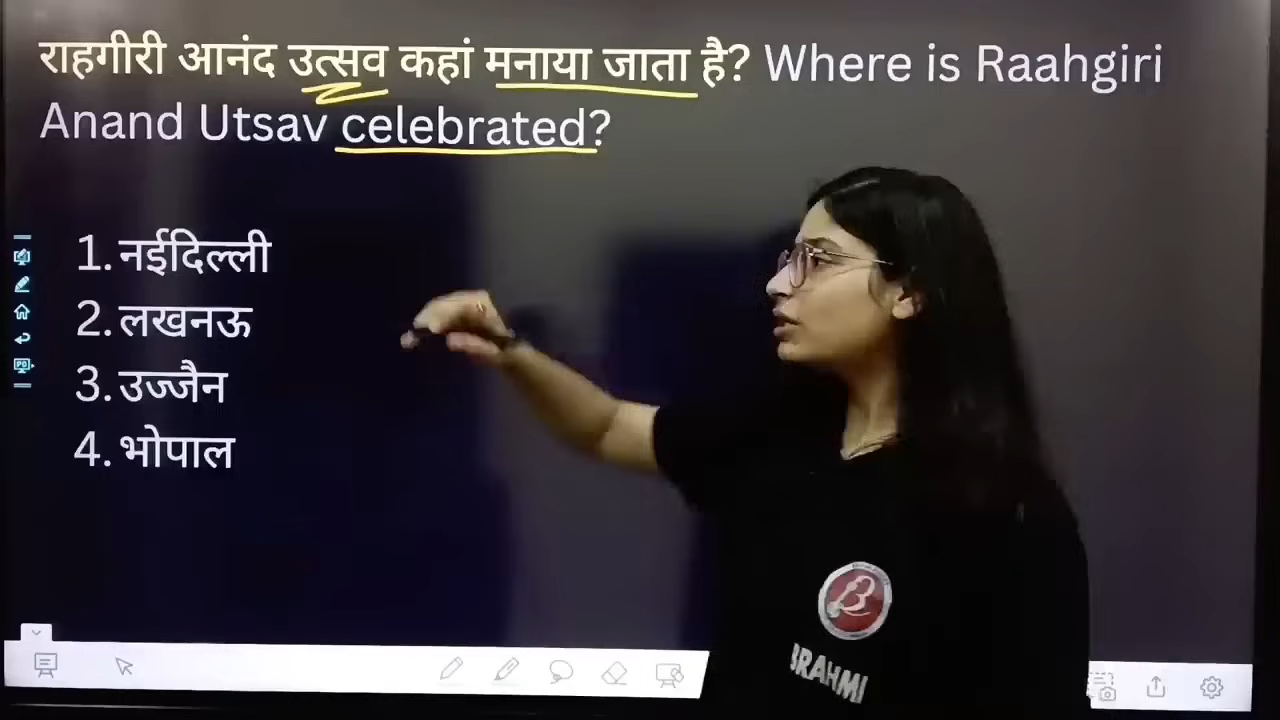 राहगीरी आनंद उत्सव कहां मनाया जाता है? Where is Raahgiri
Anand Utsav celebrated?
1. नईदिल्ली
2. लखनऊ
3. उज्जैन
4. भोपाल
BRAHMI